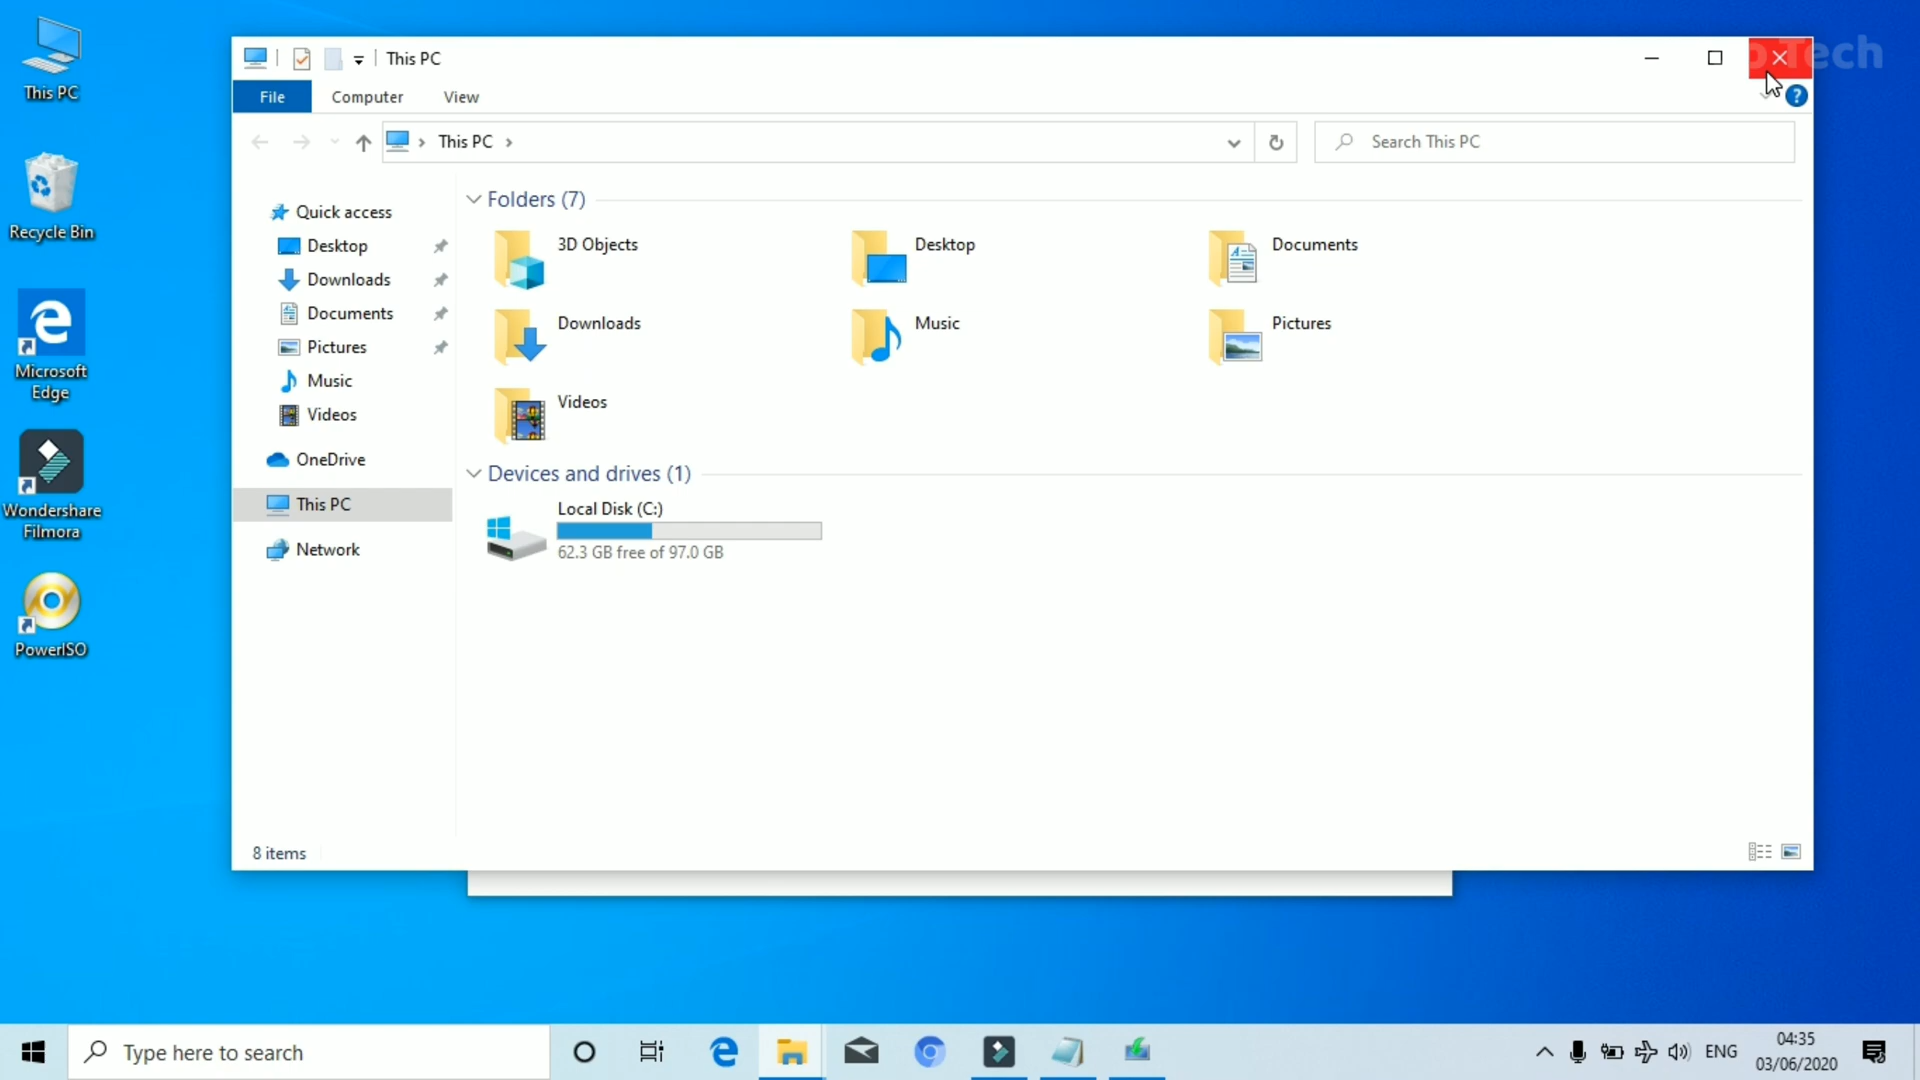 This PC
Recycle Bin
Microsoft
Edge
Wondershare
Filmora
PowerISO
This PC
Tech
File
Computer
View
?
This PC
Search This PC
Quick access
Desktop
Downloads
Documents
Pictures
Music
Videos
OneDrive
This PC
Network
Folders (7)
3D Objects
Desktop
Documents
Downloads
Music
Pictures
Videos
Devices and drives (1)
Local Disk (C:)
62.3 GB free of 97.0 GB
8 items
Type here to search
ENG
04:35
03/06/2020